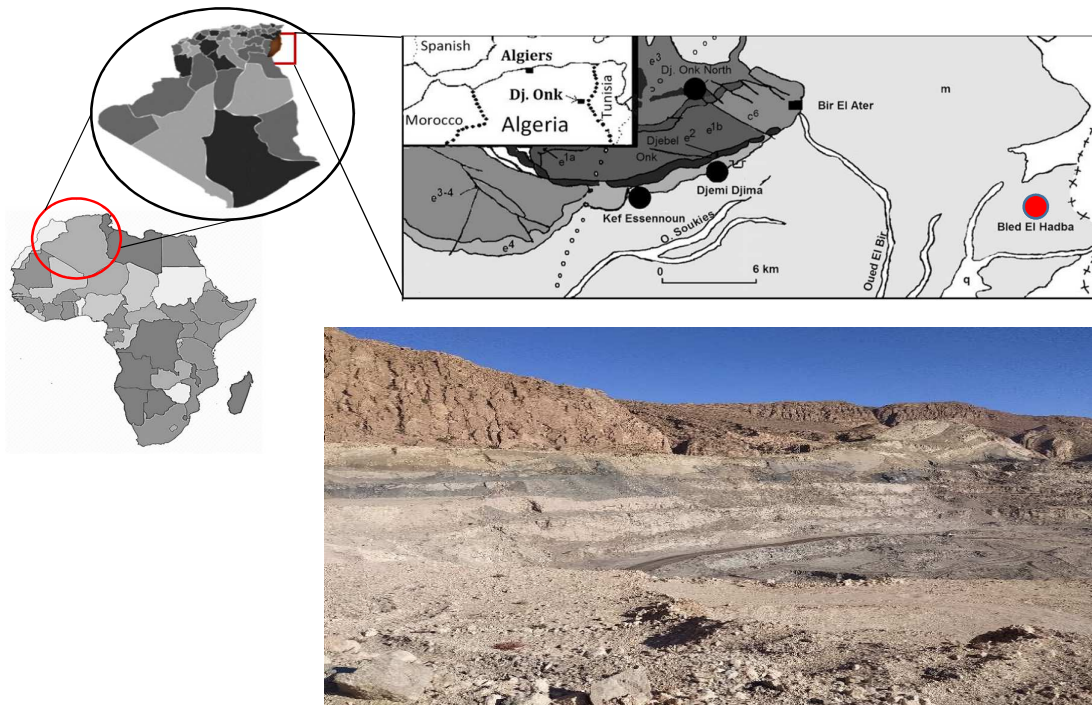 Spanish
Algiers
Dj. Onk
Tunisia
Morocco
Algeria
e3
Dj. Onk North
Bir El Ater
m
c6
e1b
e2
Djebel
Onk
e1a
e3-4
Djemi Djima
Kef Essennoun
Bled El Hadba
e4
O. Soukies
Oued El Bir
0
6 km
q